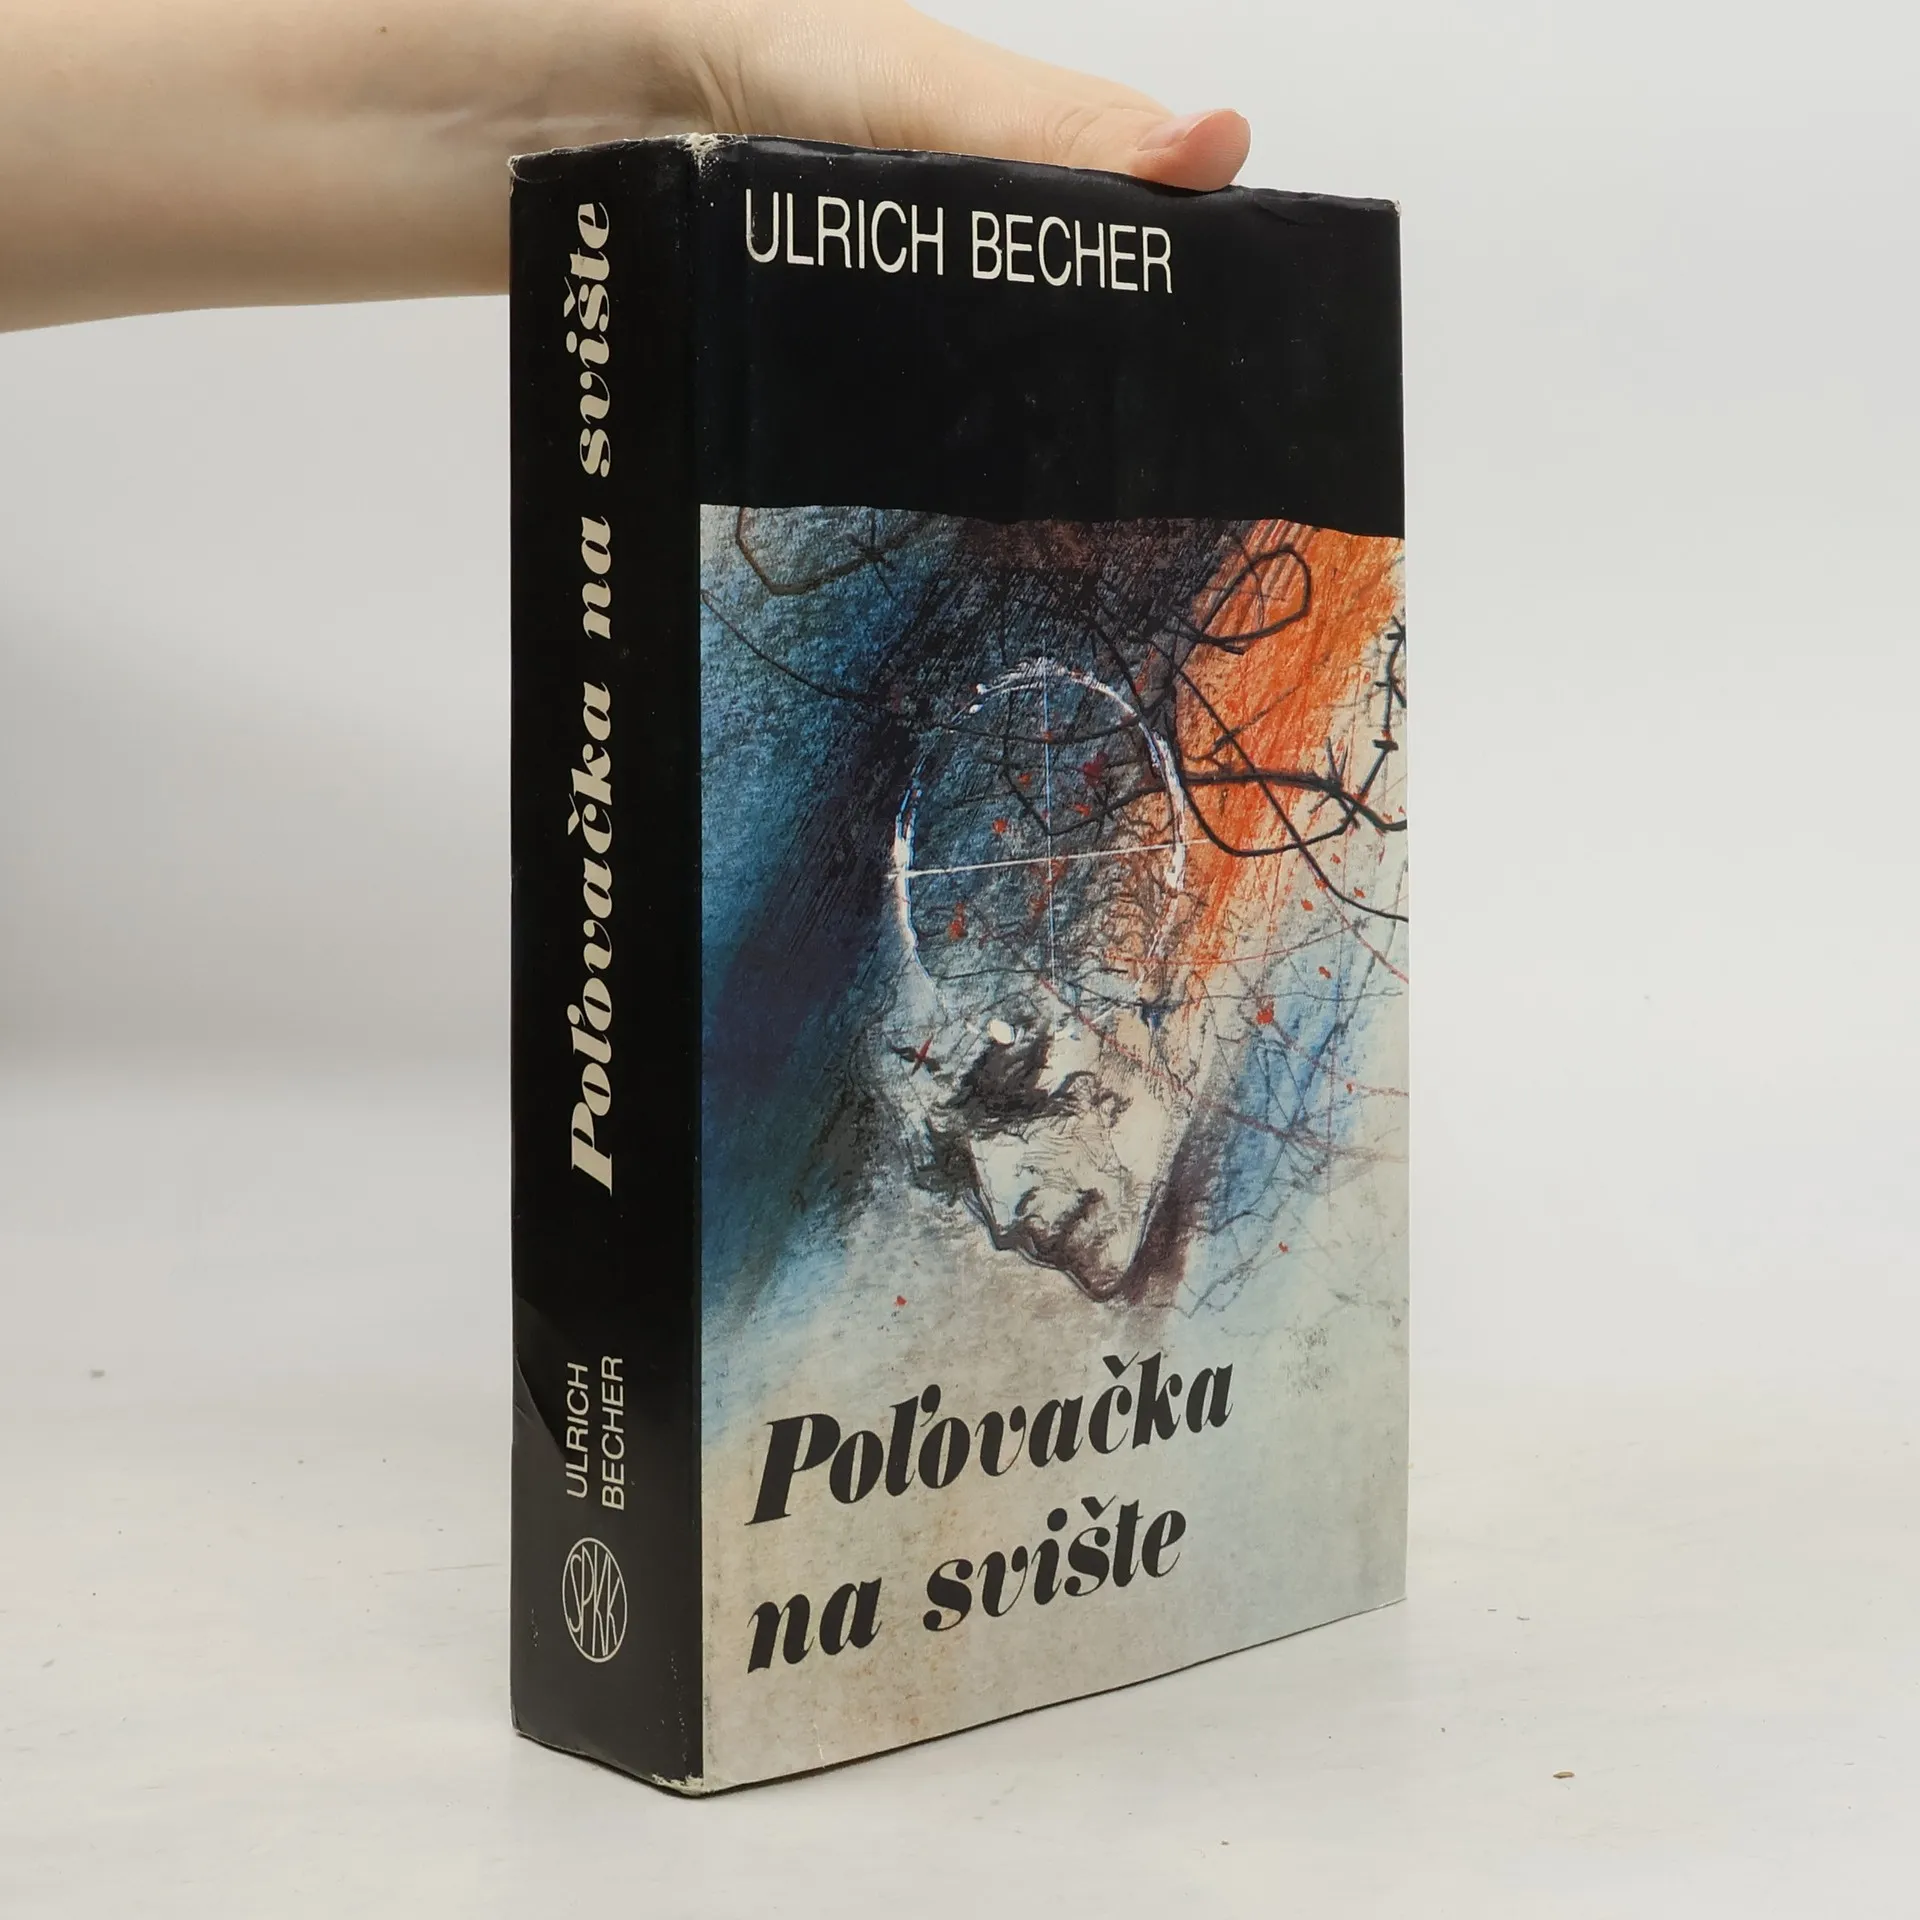 ULRICH BECHER
Poľovačka
na svište
Poľovačka na svište
ULRICH
BECHER
SPKK